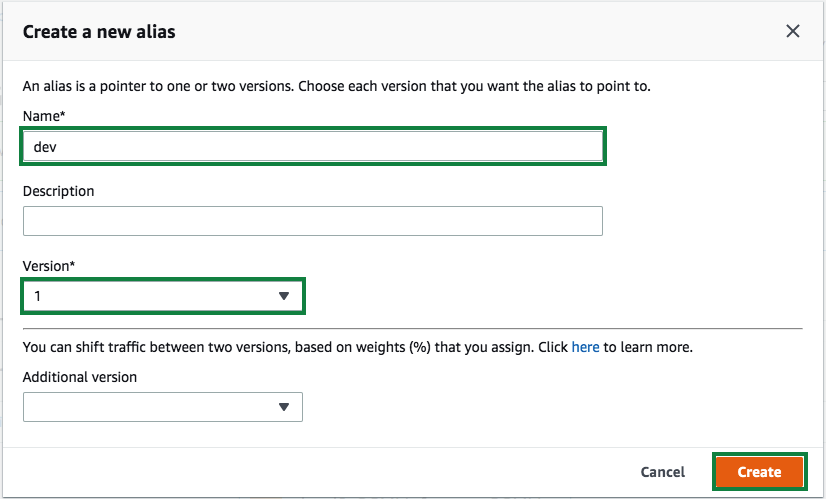 Create a new alias
An alias is a pointer to one or two versions. Choose each version that you want the alias to point to.
Name*
dev
Description
Version*
1
You can shift traffic between two versions, based on weights (%) that you assign. Click here to learn more.
Additional version
Cancel
Create